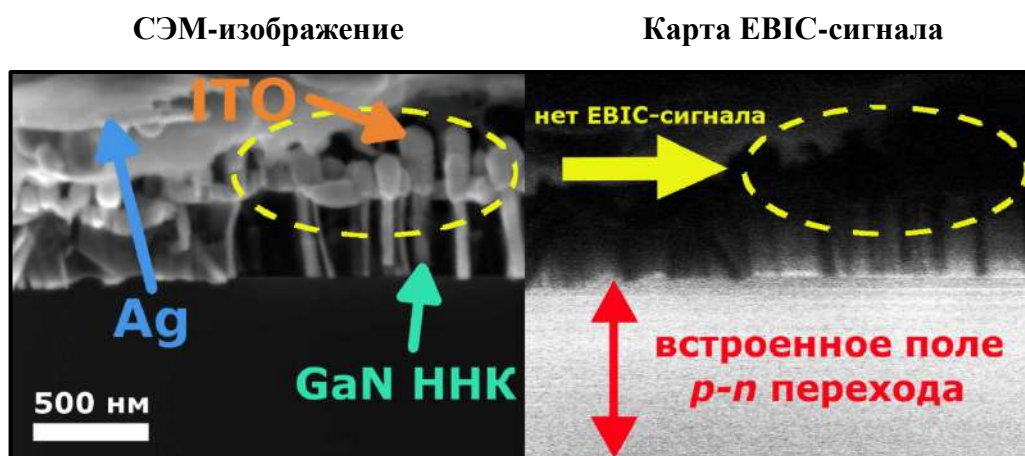 СЭМ-изображение
Карта EBIC-сигнала
ITO
Ag
GaN ННК
500 нм
нет EBIC-сигнала
встроенное поле
p-n перехода